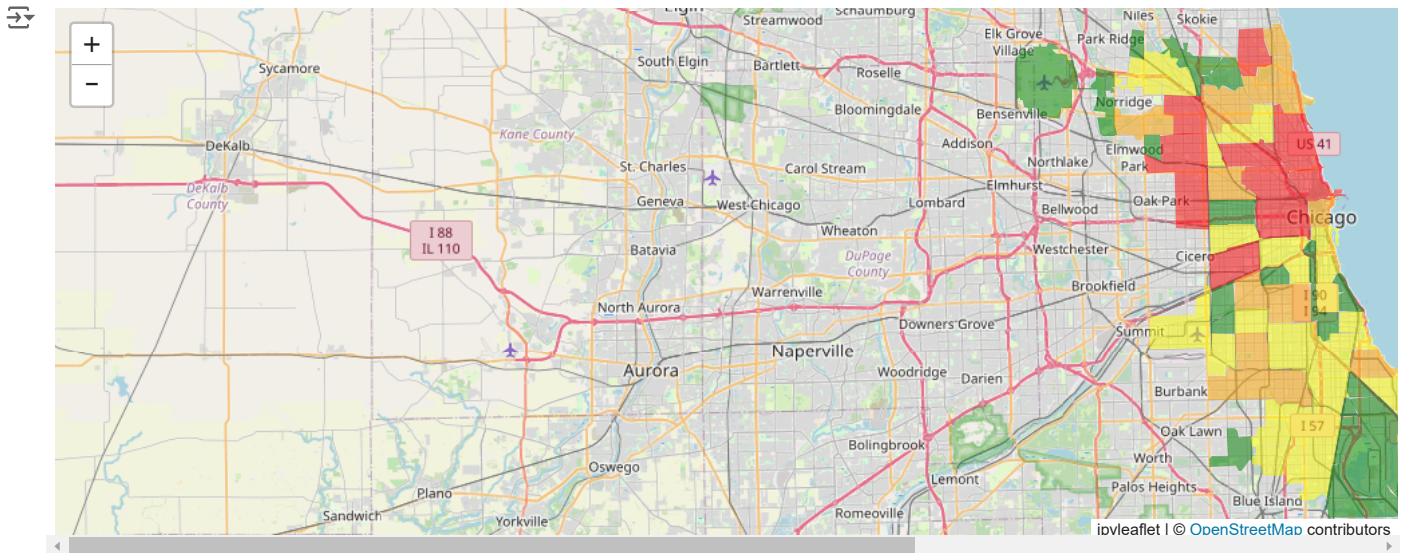 +
Elgin
Streamwood
Schaumburg
Niles
Skokie
Elk Grove
Village
Park Ridge
South Elgin
Bartlett
Roselle
Sycamore
Bloomingdale
Bensenville
Norridge
Kane County
DeKalb
Addison
Elmwood
Park
US 41
St. Charles
Carol Stream
Northlake
DeKalb
County
Geneva
West Chicago
Elmhurst
Lombard
Bellwood
Oak Park
Chicago
I 88
IL 110
Wheaton
Batavia
DuPage
County
Westchester
Cicero
Warrenville
Brookfield
I 90
I 94
North Aurora
Downers Grove
Summit
Naperville
Aurora
Woodridge
Darien
Burbank
I 57
Bolingbrook
Oak Lawn
Oswego
Worth
Lemont
Palos Heights
Plano
Blue Island
Sandwich
Yorkville
Romeoville
ipyleaflet | © OpenStreetMap contributors